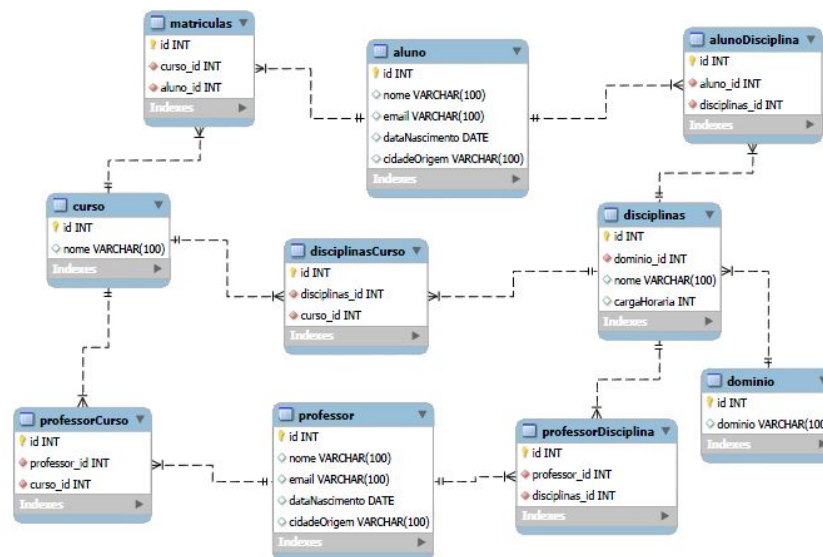 matriculas
id INT
curso_id INT
aluno_id INT
Indexes
aluno
id INT
nome VARCHAR(100)
email VARCHAR(100)
dataNascimento DATE
cidadeOrigem VARCHAR(100)
Indexes
alunoDisciplina
id INT
aluno_id INT
disciplinas_id INT
Indexes
curso
id INT
nome VARCHAR(100)
Indexes
disciplinasCurso
id INT
disciplinas_id INT
curso_id INT
Indexes
disciplinas
id INT
dominio_id INT
nome VARCHAR(100)
cargaHoraria INT
Indexes
professorCurso
id INT
professor_id INT
curso_id INT
Indexes
professor
id INT
nome VARCHAR(100)
email VARCHAR(100)
dataNascimento DATE
cidadeOrigem VARCHAR(100)
Indexes
professorDisciplina
id INT
professor_id INT
disciplinas_id INT
Indexes
dominio
id INT
dominio VARCHAR(100
Indexes